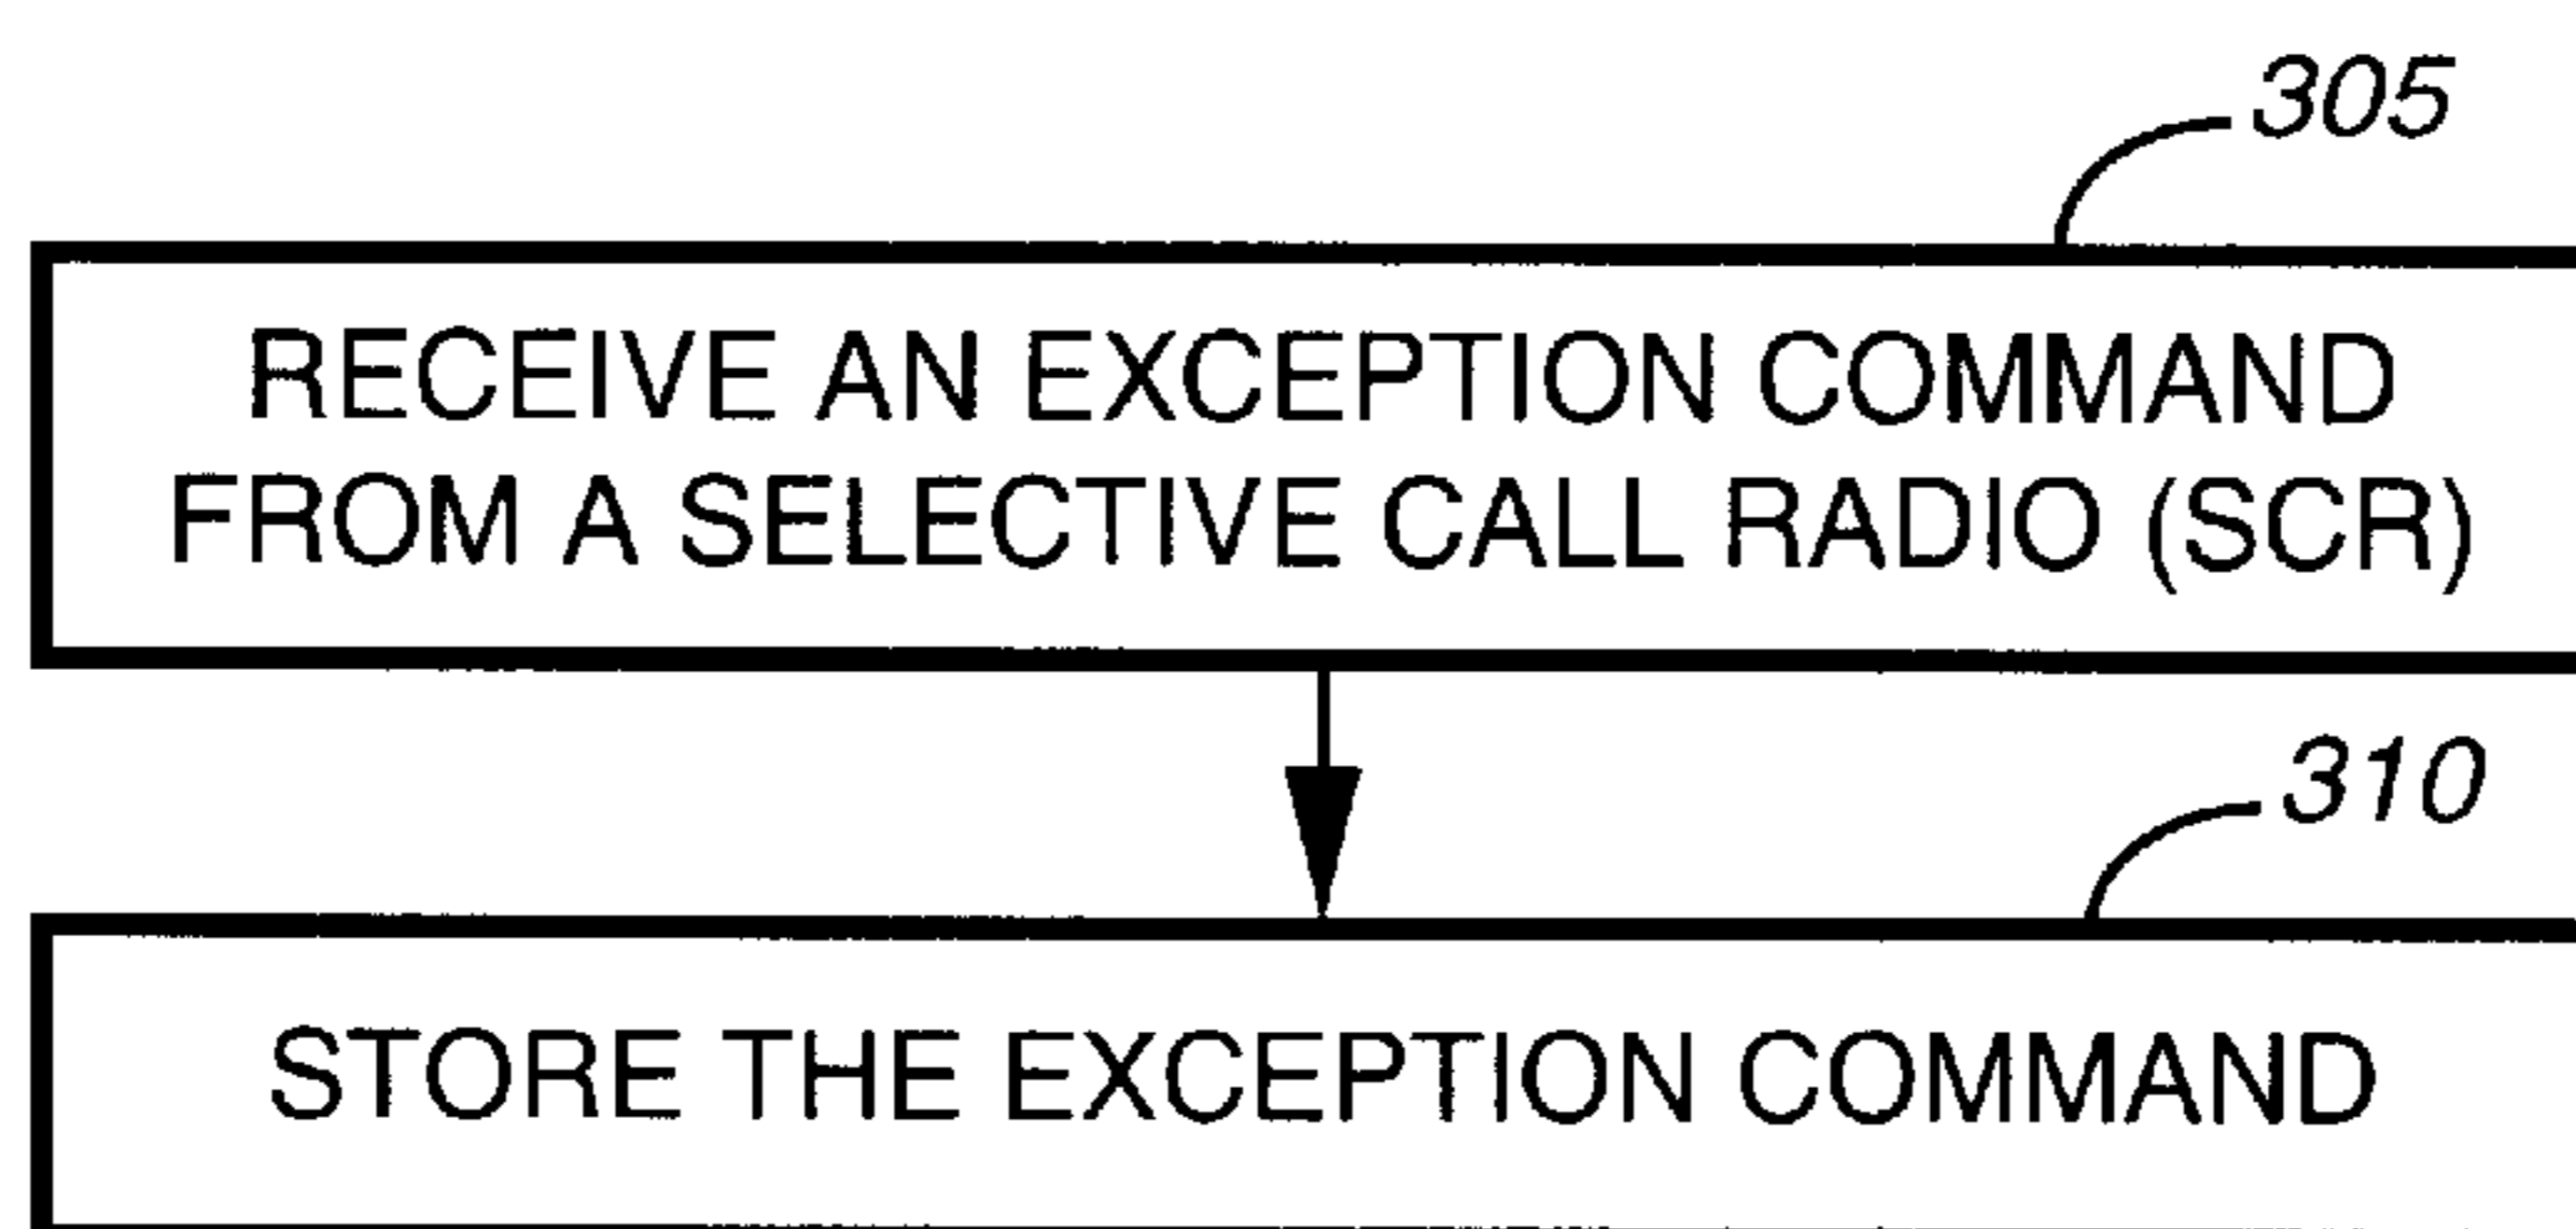 305
RECEIVE AN EXCEPTION COMMAND
FROM A SELECTIVE CALL RADIO (SCR)
310
STORE THE EXCEPTION COMMAND